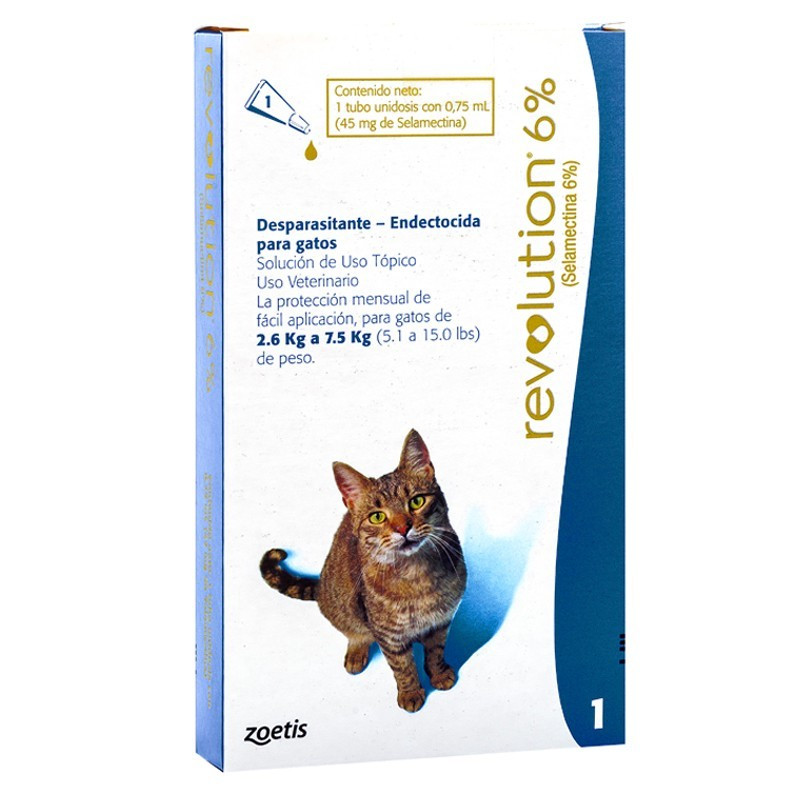 1
Contenido neto:
1 tubo unidosis con 0,75 mL
(45 mg de Selamectina)
revolution® 6%
(Selamectina 6%)
Desparasitante – Endectocida
para gatos
Solución de Uso Tópico
Uso Veterinario
La protección mensual de
fácil aplicación, para gatos de
2.6 Kg a 7.5 Kg (5.1 a 15.0 lbs)
de peso.
zoetis
1
revolution 6%